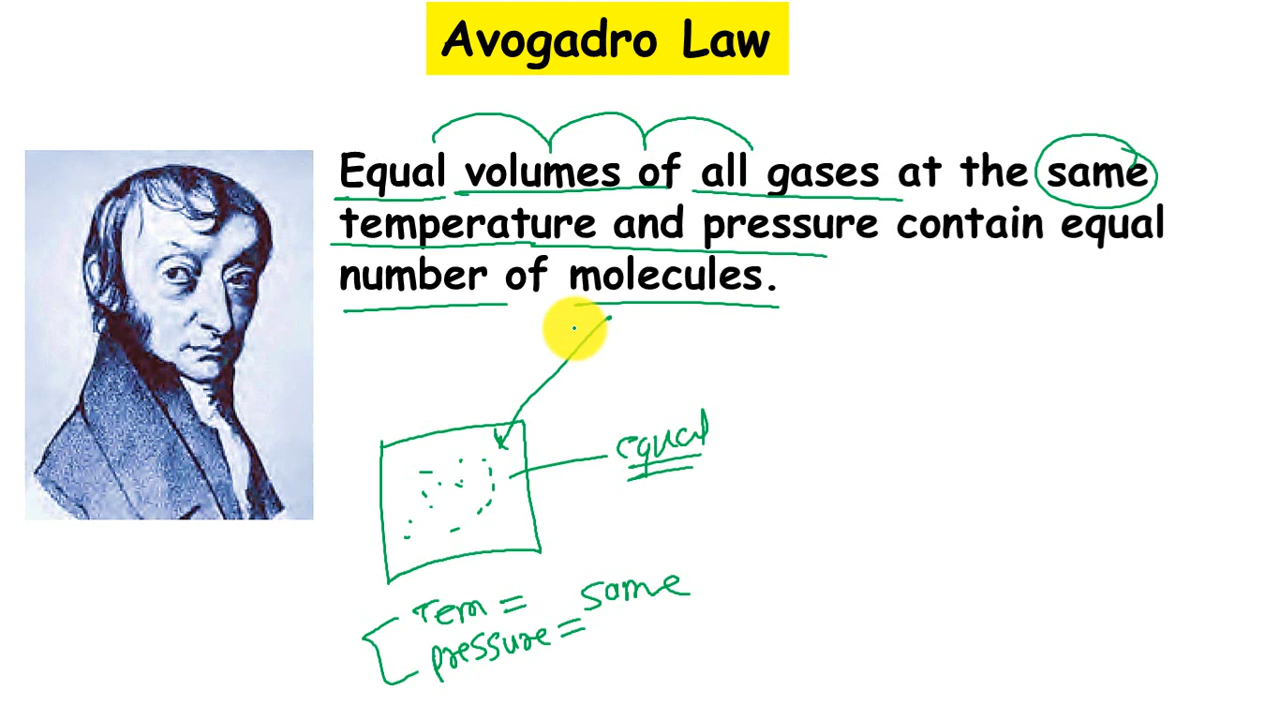 Avogadro Law
Equal volumes of all gases at the same
temperature and pressure contain equal
number of molecules.
equal
Tem = same
pressure =